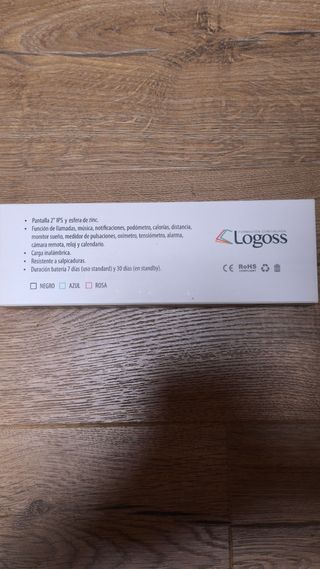 • Pantalla 2" IPS y esfera de zinc.
• Función de llamadas, música, notificaciones, podómetro, calorías, distancia,
monitor sueño, medidor de pulsaciones, oxímetro, tensiómetro, alarma,
cámara remota, reloj y calendario.
• Carga inalámbrica.
• Resistente a salpicaduras.
• Duración batería 7 días (uso standard) y 30 días (en standby).
NEGRO AZUL ROSA
Logoss
CE RoHS